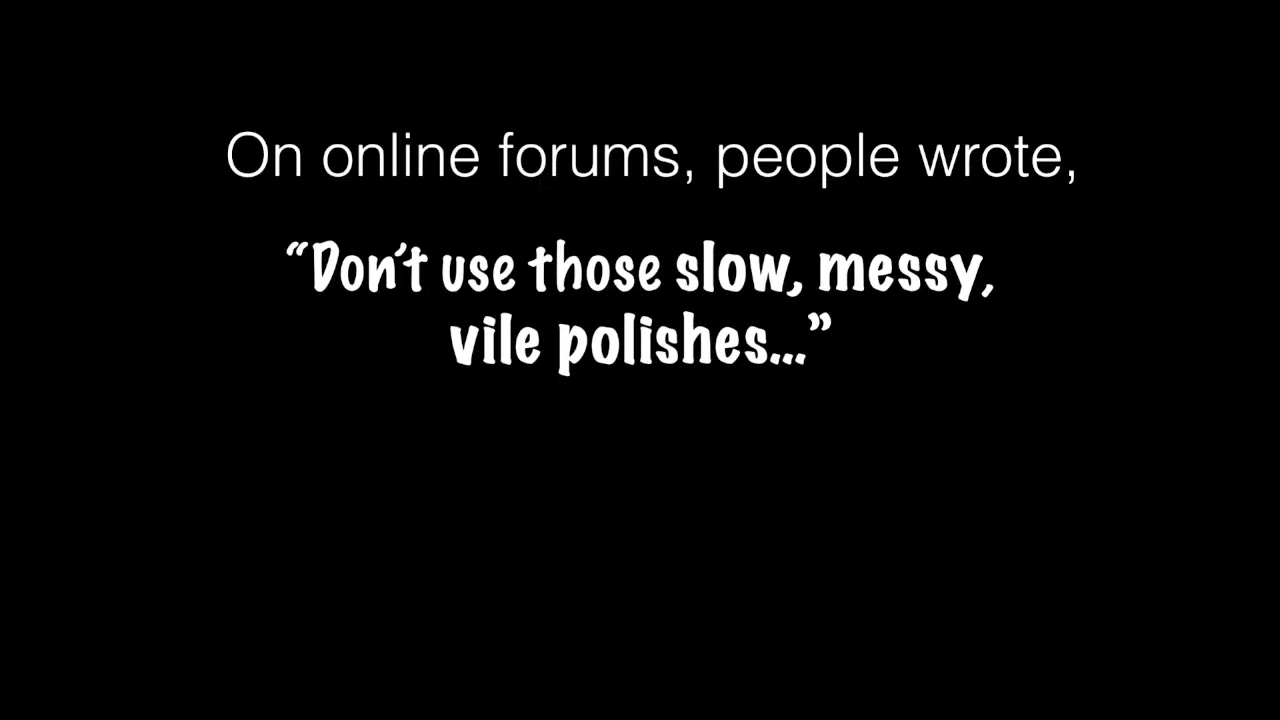 On online forums, people wrote,
“Don’t use those slow, messy,
vile polishes...”